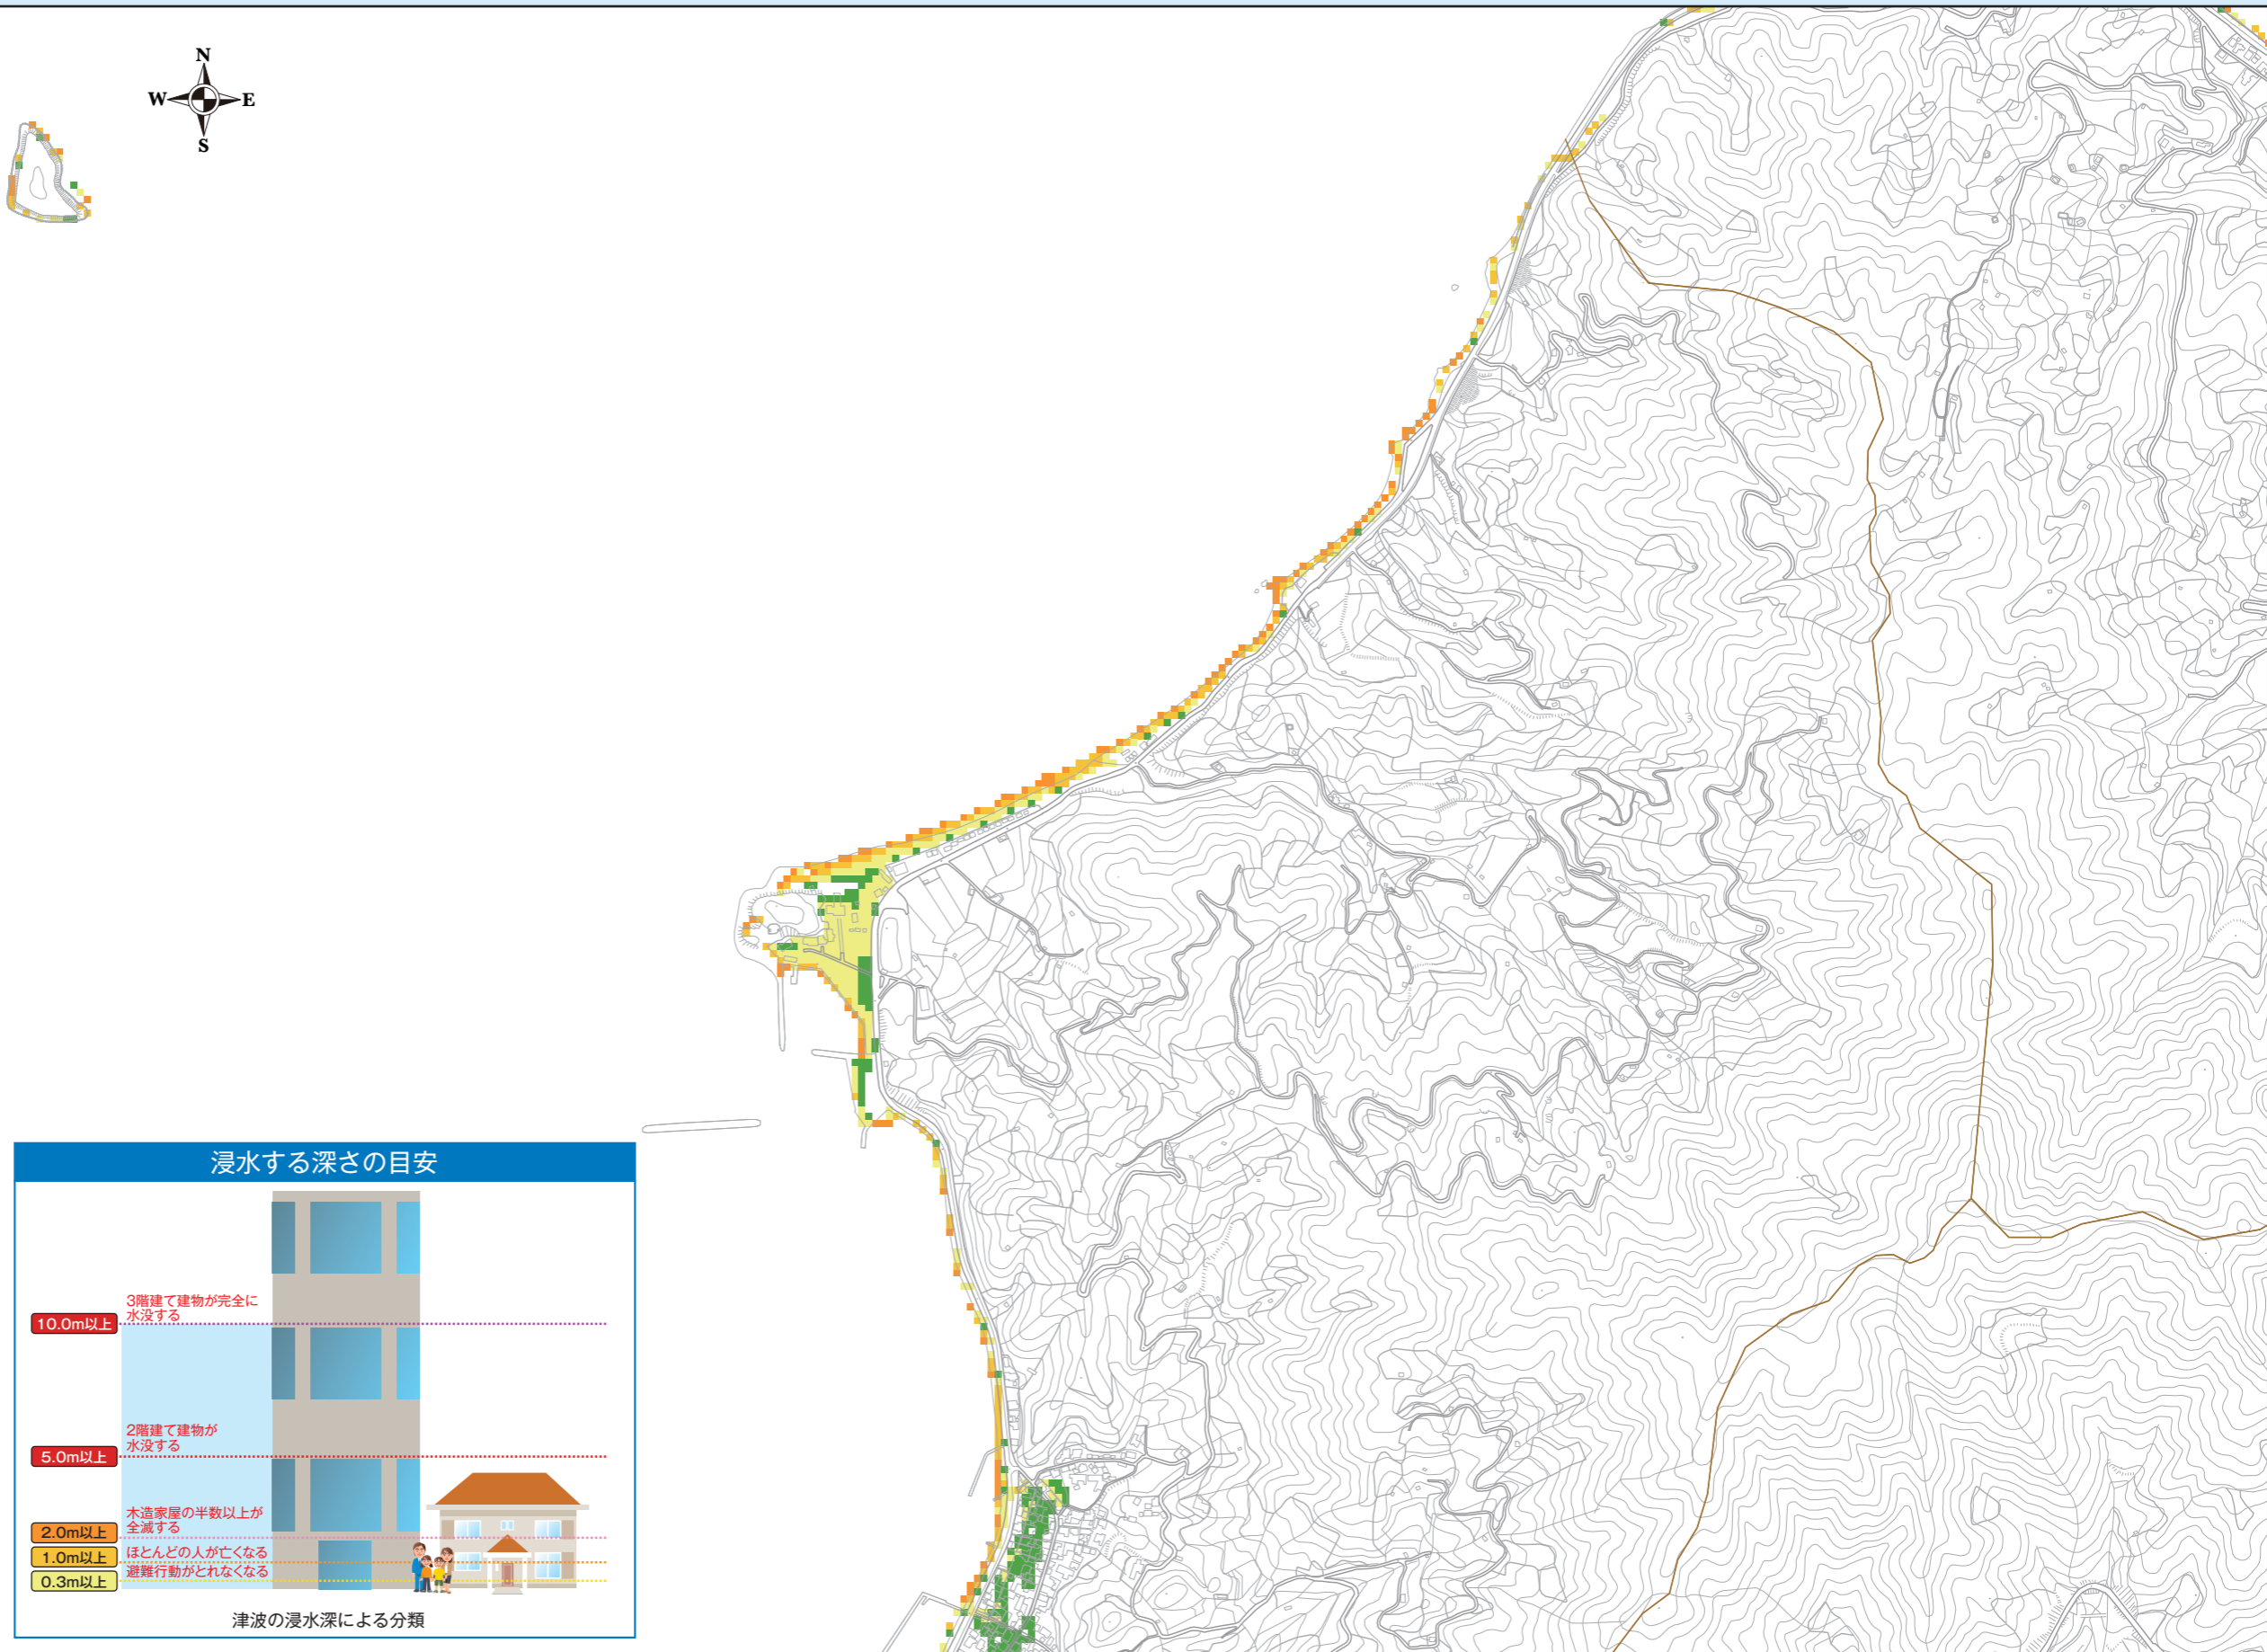 N
W E
S
浸水する深さの目安
3階建て建物が完全に
水没する
10.0m以上
2階建て建物が
水没する
5.0m以上
木造家屋の半数以上が
全滅する
2.0m以上
ほとんどの人が亡くなる
1.0m以上
避難行動がとれなくなる
0.3m以上
津波の浸水深による分類